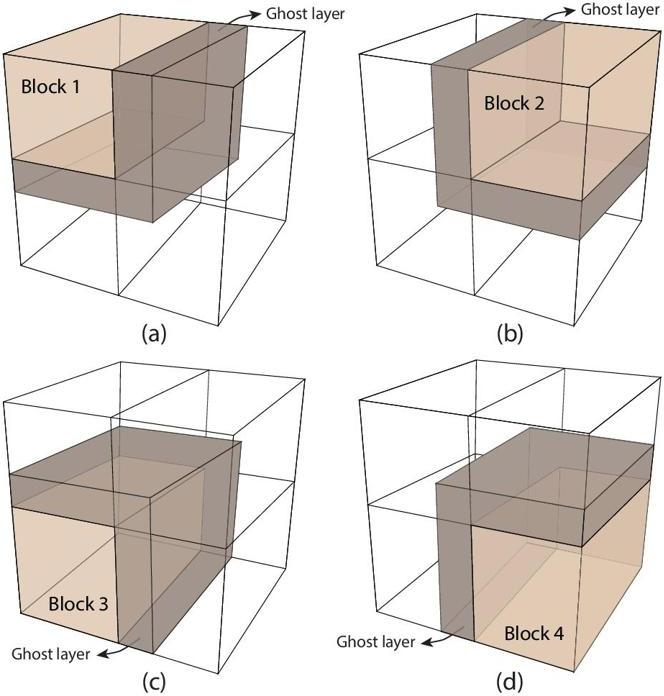 Ghost layer
Block 1
(a)
Ghost layer
Block 2
(b)
Block 3
Ghost layer
(c)
Ghost layer
Block 4
(d)